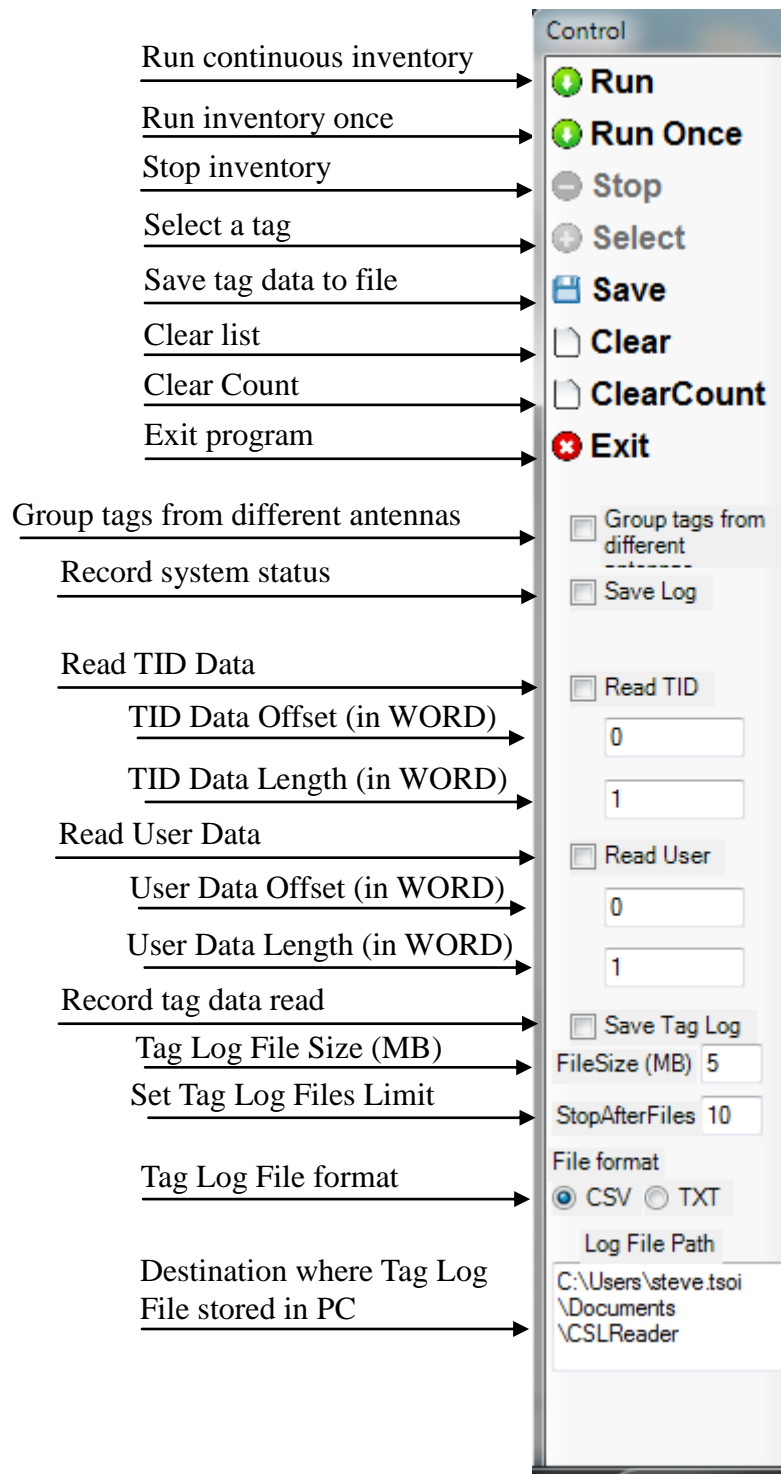 Control
Run continuous inventory
Run
Run inventory once
Run Once
Stop inventory
Stop
Select a tag
Select
Save tag data to file
Save
Clear list
Clear
Clear Count
ClearCount
Exit program
Exit
Group tags from different antennas
Group tags from
different
Record system status
Save Log
Read TID Data
Read TID
TID Data Offset (in WORD)
0
TID Data Length (in WORD)
1
Read User Data
Read User
User Data Offset (in WORD)
0
User Data Length (in WORD)
1
Record tag data read
Save Tag Log
Tag Log File Size (MB)
FileSize (MB) 5
Set Tag Log Files Limit
StopAfterFiles 10
File format
Tag Log File format
CSV TXT
Log File Path
Destination where Tag Log
File stored in PC
C:\Users\steve.tsoi
\Documents
\CSLReader